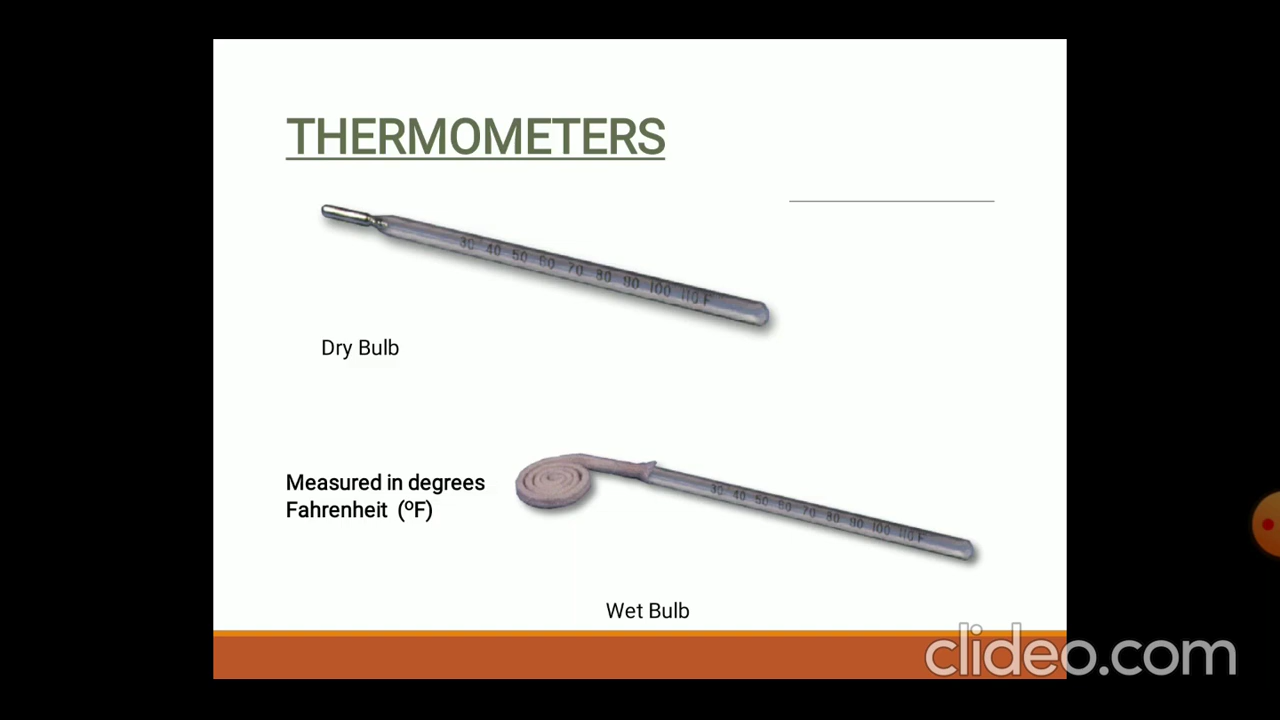 THERMOMETERS
30 40 50 60 70 80 90 100 110 F
Dry Bulb
Measured in degrees
Fahrenheit (ºF)
30 40 50 60 70 80 90 100 110 F
Wet Bulb
clideo.com